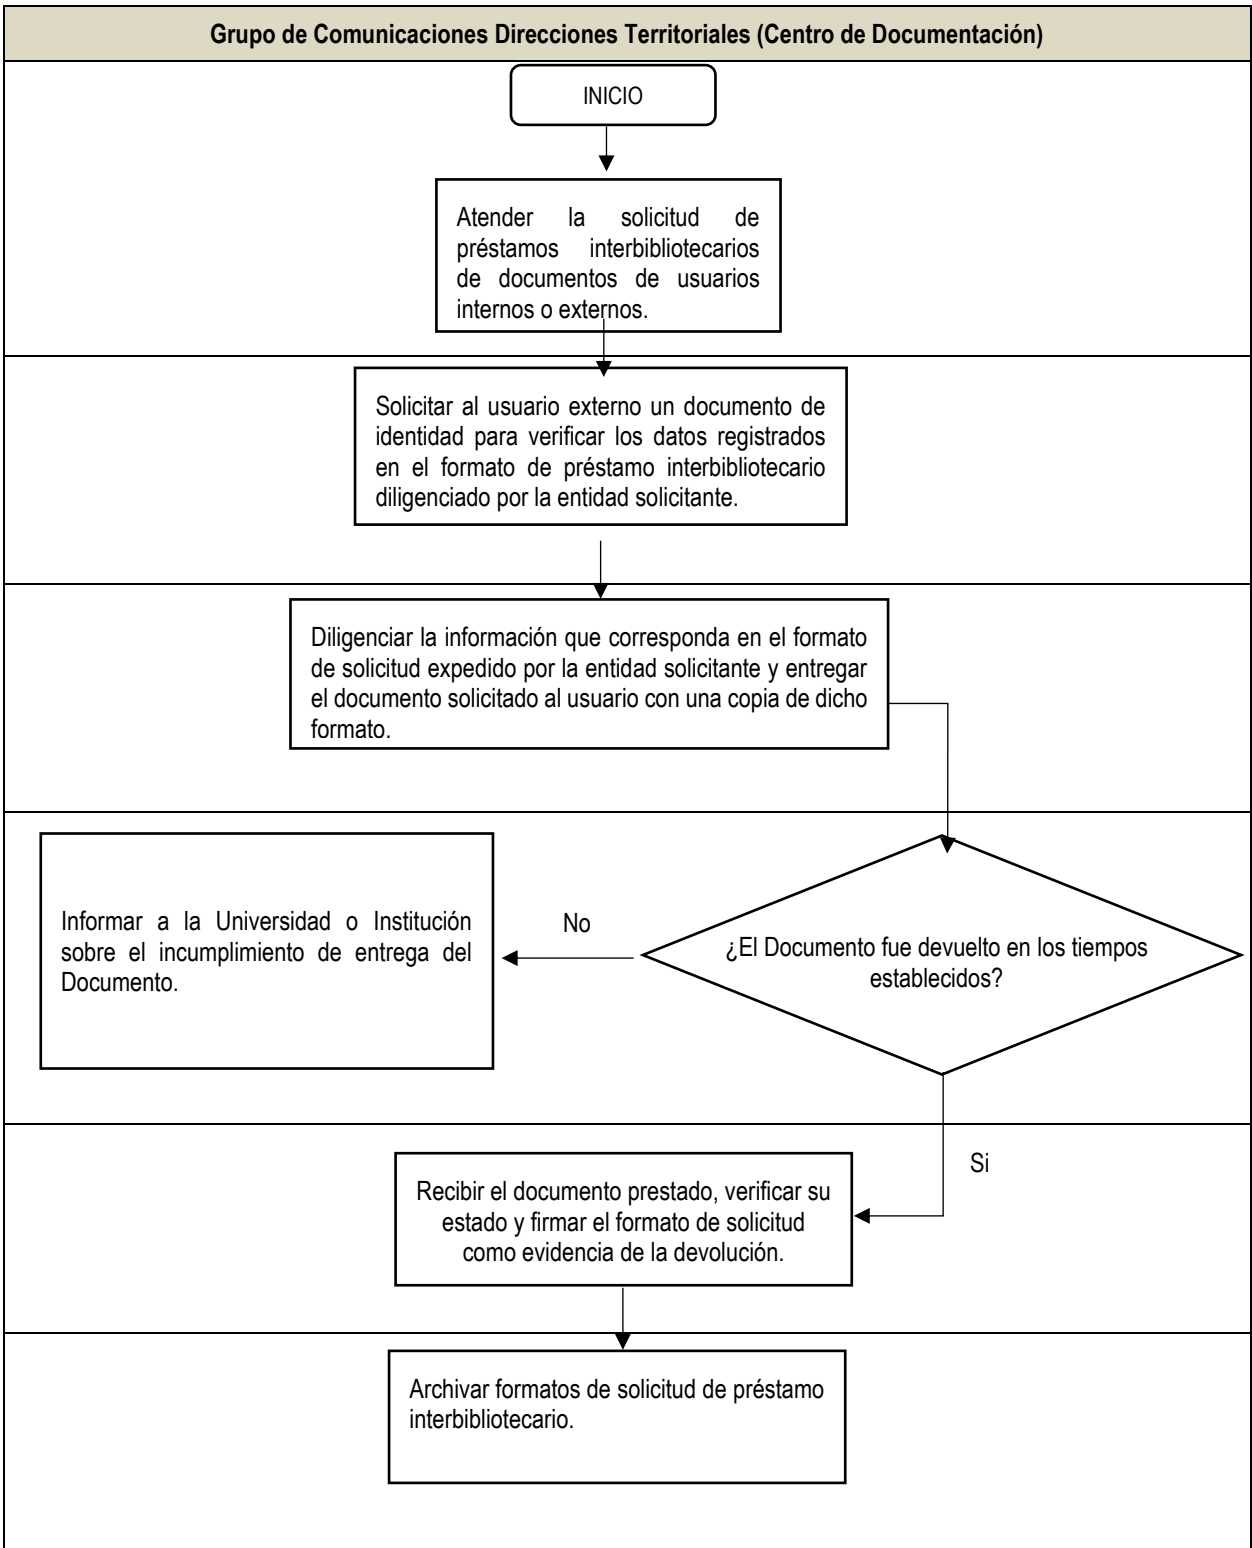 Grupo de Comunicaciones Direcciones Territoriales (Centro de Documentación)
INICIO
Atender la solicitud de
préstamos interbibliotecarios
de documentos de usuarios
internos o externos.
Solicitar al usuario externo un documento de
identidad para verificar los datos registrados
en el formato de préstamo interbibliotecario
diligenciado por la entidad solicitante.
Diligenciar la información que corresponda en el formato
de solicitud expedido por la entidad solicitante y entregar
el documento solicitado al usuario con una copia de dicho
formato.
Informar a la Universidad o Institución
sobre el incumplimiento de entrega del
Documento.
No
¿El Documento fue devuelto en los tiempos
establecidos?
Si
Recibir el documento prestado, verificar su
estado y firmar el formato de solicitud
como evidencia de la devolución.
Archivar formatos de solicitud de préstamo
interbibliotecario.